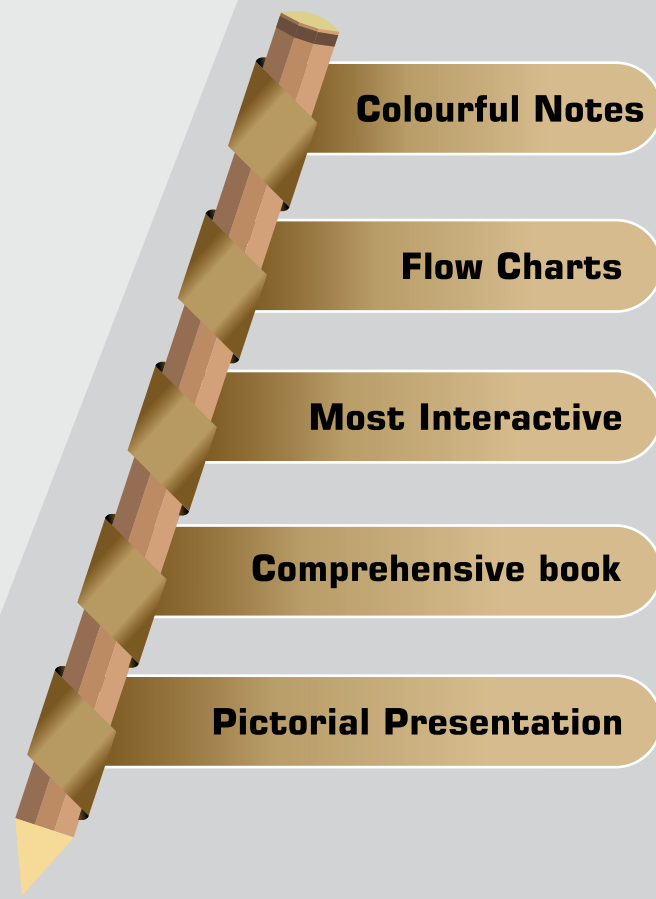 Colourful Notes
Flow Charts
Most Interactive
Comprehensive book
Pictorial Presentation